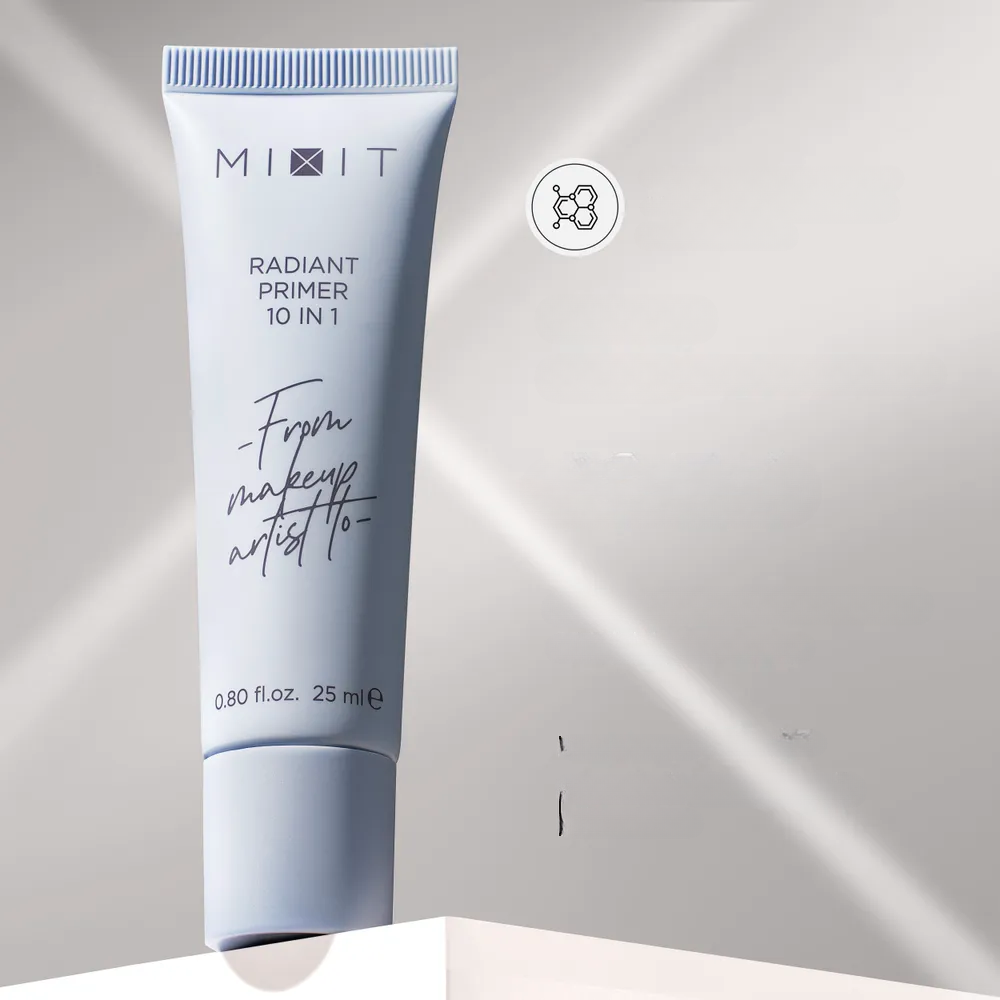 MIXIT
RADIANT
PRIMER
10 IN 1
-From
makeup
artist to-
0.80 fl.oz. 25 ml e